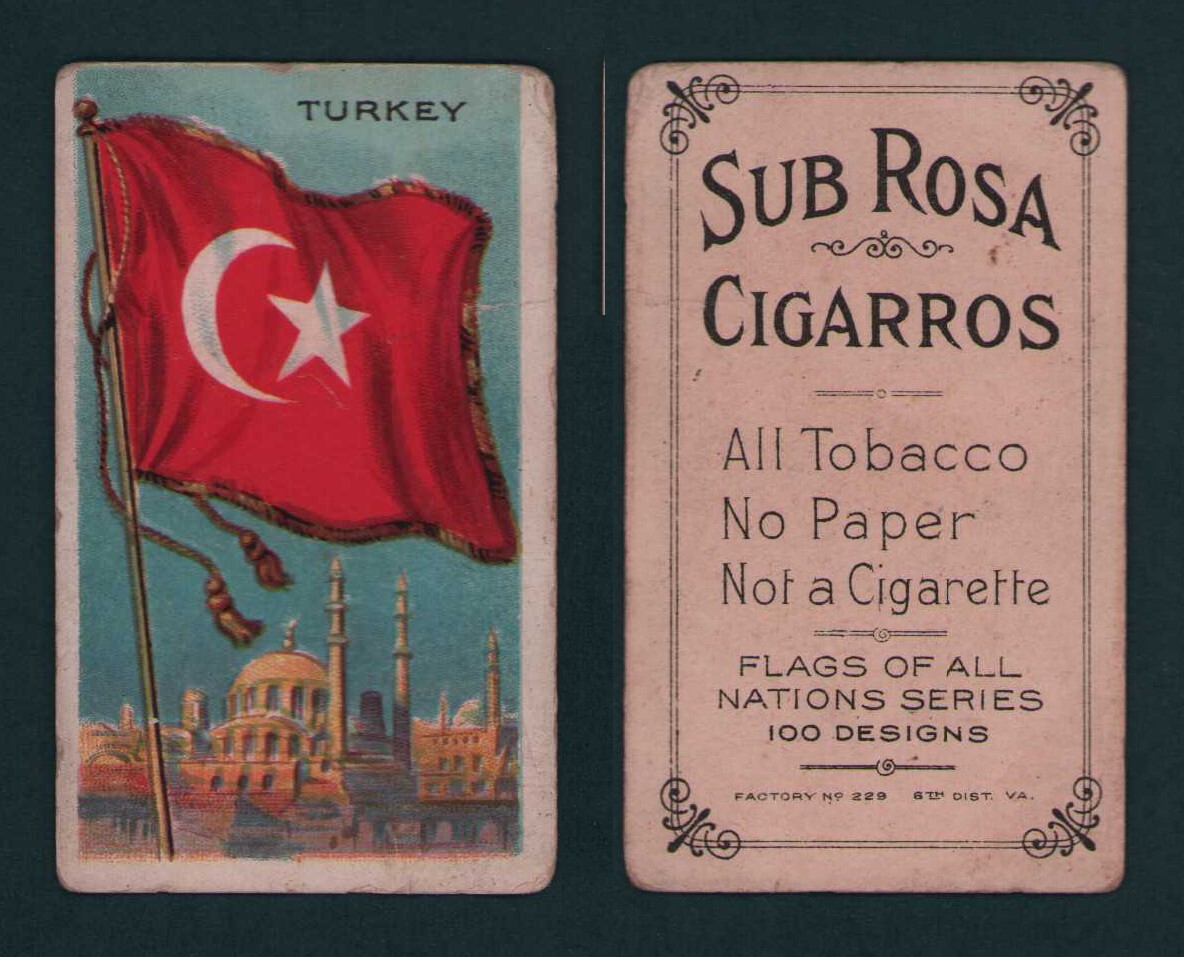 TURKEY
SUB ROSA
CIGARROS
All Tobacco
No Paper
Not a Cigarette
FLAGS OF ALL
NATIONS SERIES
100 DESIGNS
FACTORY Nº 229 6TH DIST. VA.